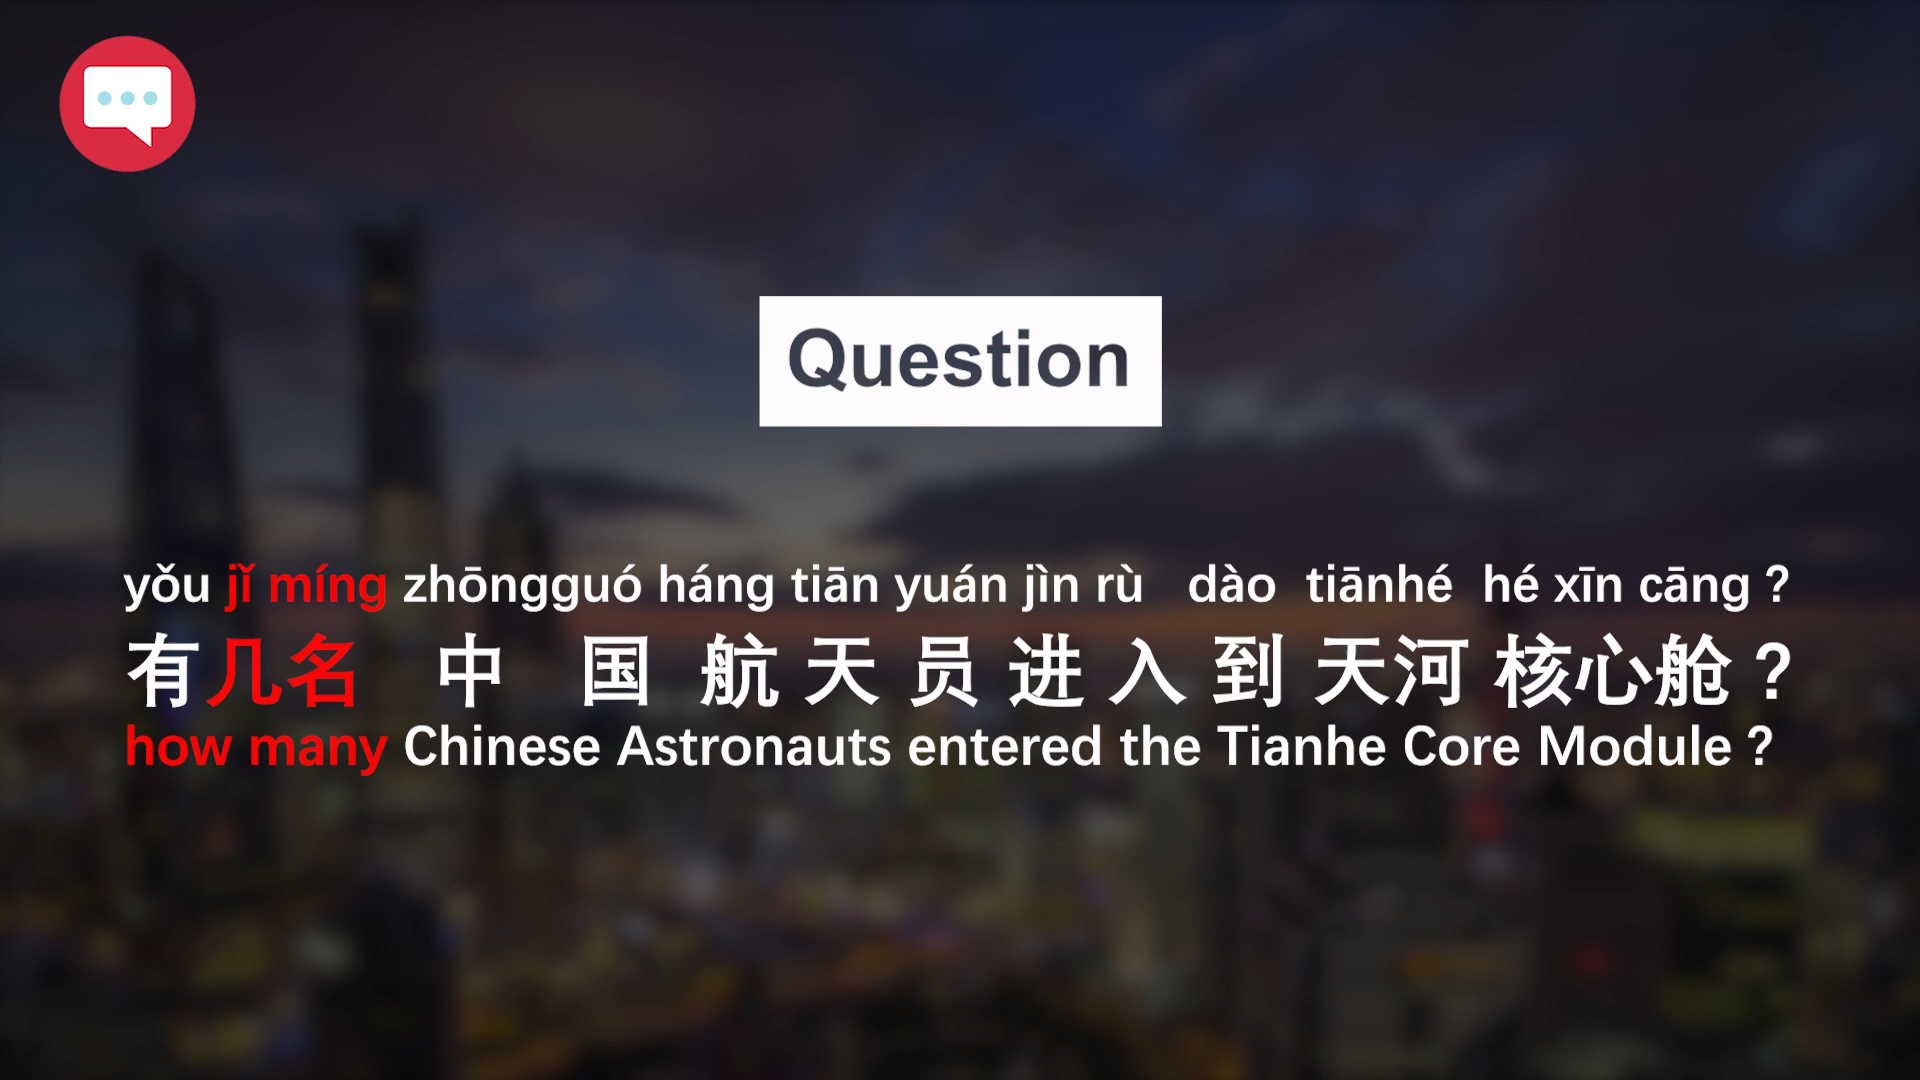 Question
yǒu jǐ míng zhōngguó háng tiān yuán jìn rù dào tiānhé hé xīn cāng ?
有几名 中 国 航 天 员 进 入 到 天河 核心舱 ?
how many Chinese Astronauts entered the Tianhe Core Module ?